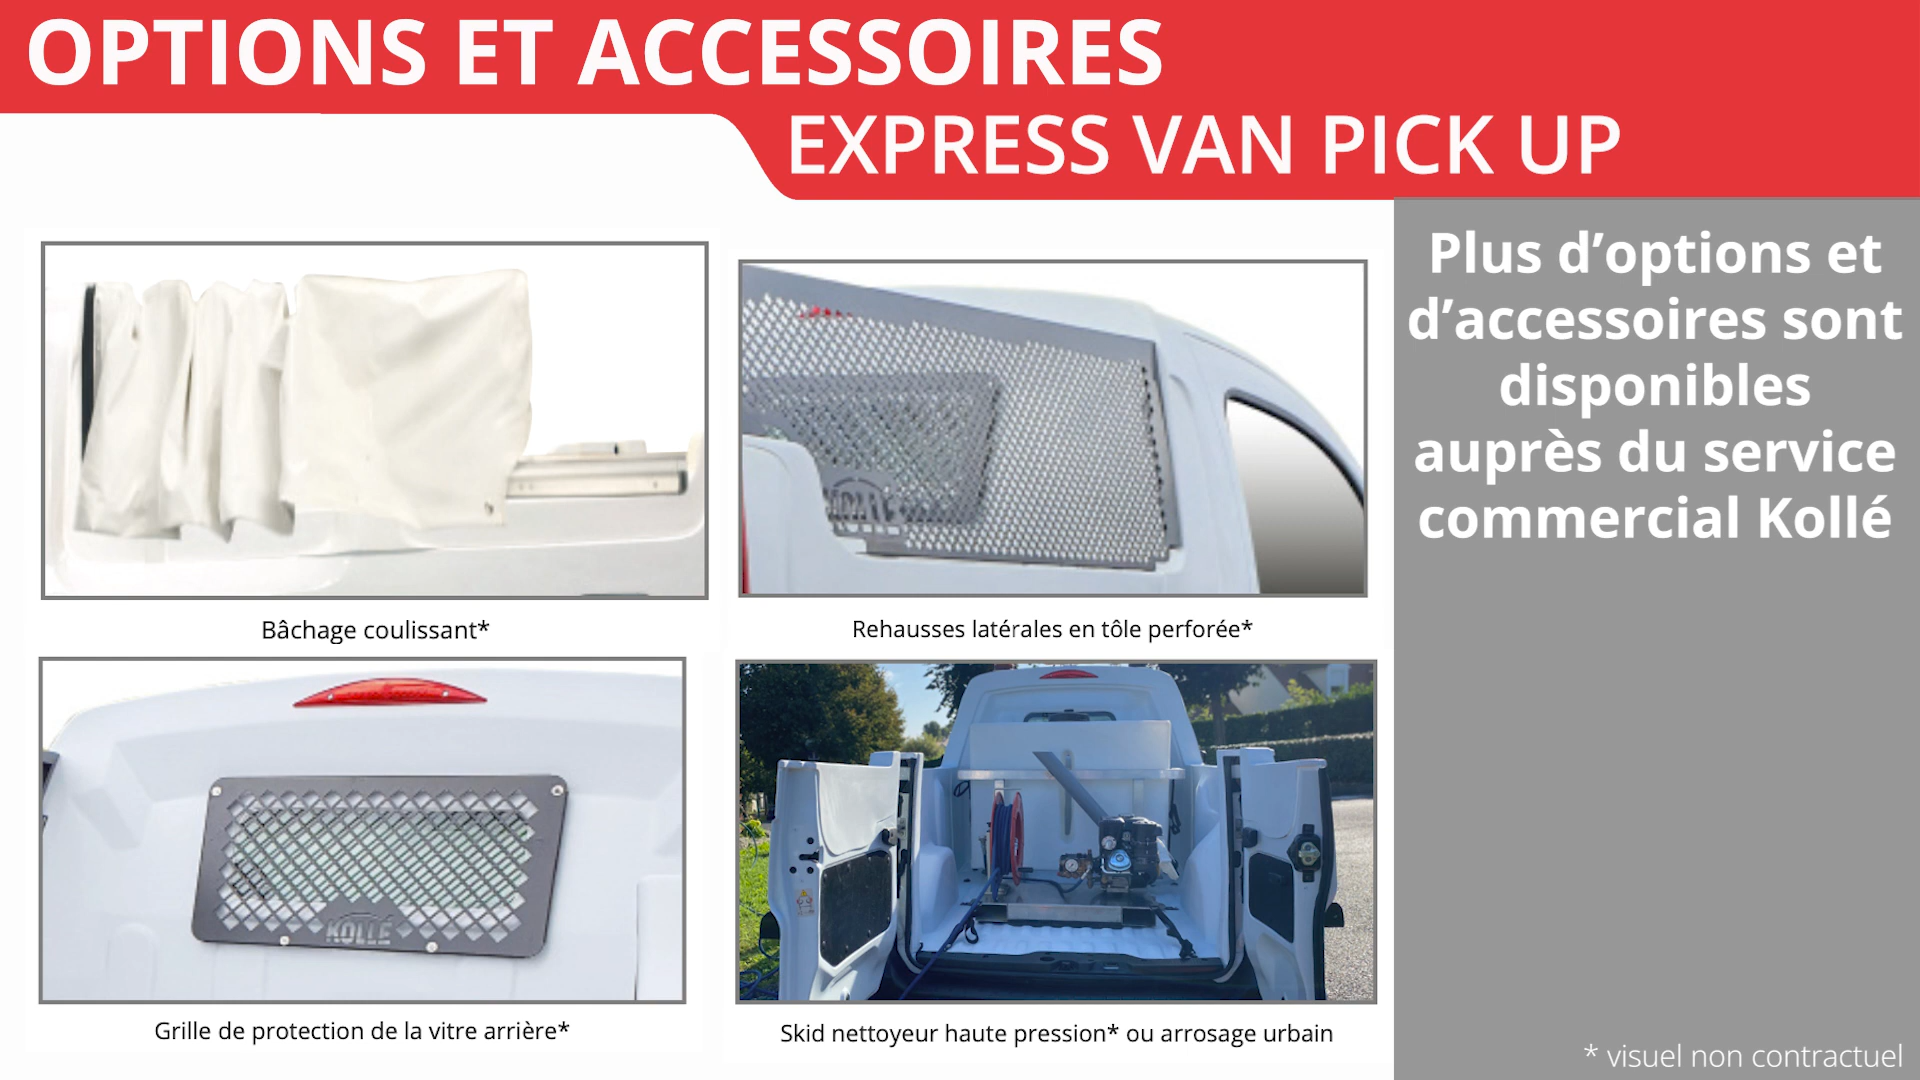 OPTIONS ET ACCESSOIRES
EXPRESS VAN PICK UP
Bâchage coulissant*
Rehausses latérales en tôle perforée*
KOLLÉ
Grille de protection de la vitre arrière*
Skid nettoyeur haute pression* ou arrosage urbain
Plus d’options et
d’accessoires sont
disponibles
auprès du service
commercial Kollé
* visuel non contractuel